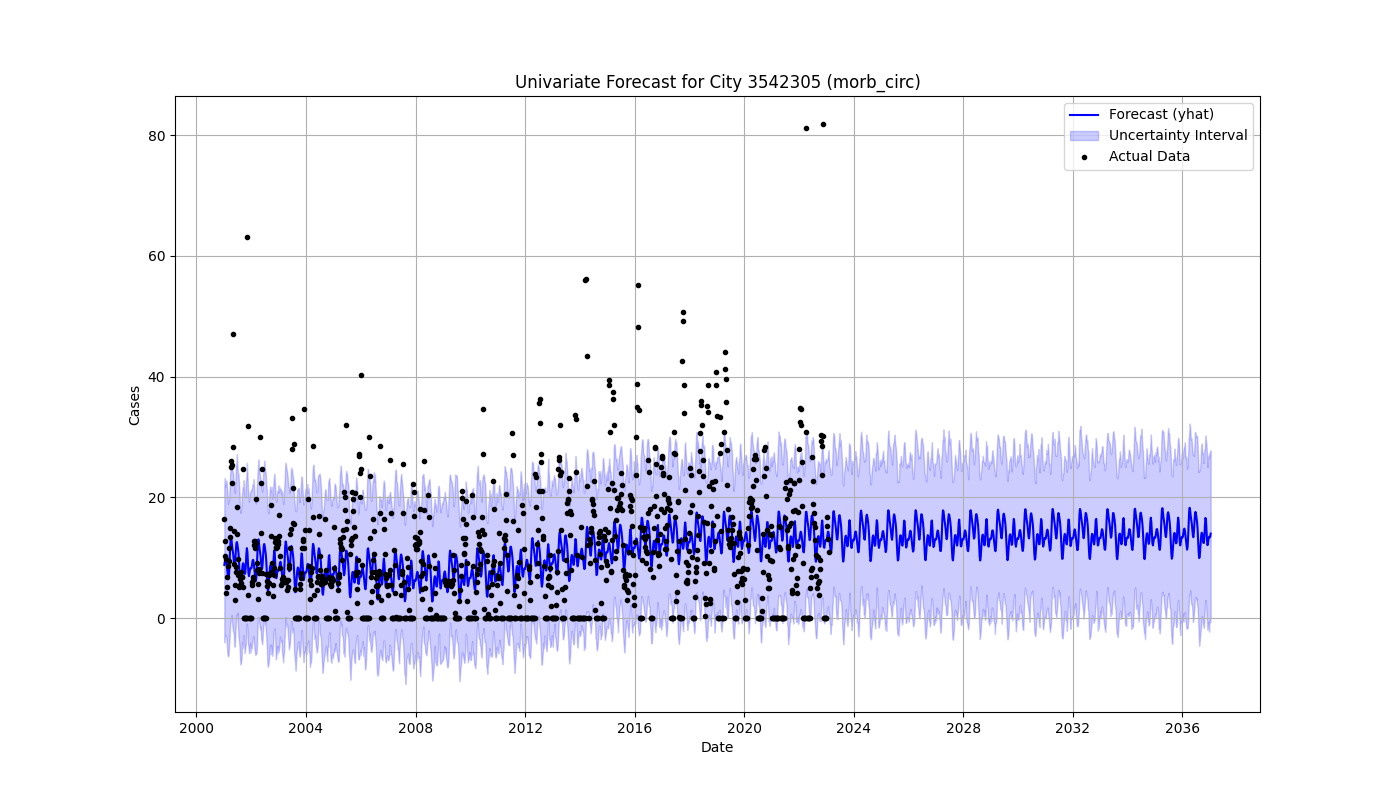 Univariate Forecast for City 3542305 (morb_circ)
Forecast (yhat)
Uncertainty Interval
Actual Data
Cases
80
60
40
20
0
2000 2004 2008 2012 2016 2020 2024 2028 2032 2036
Date